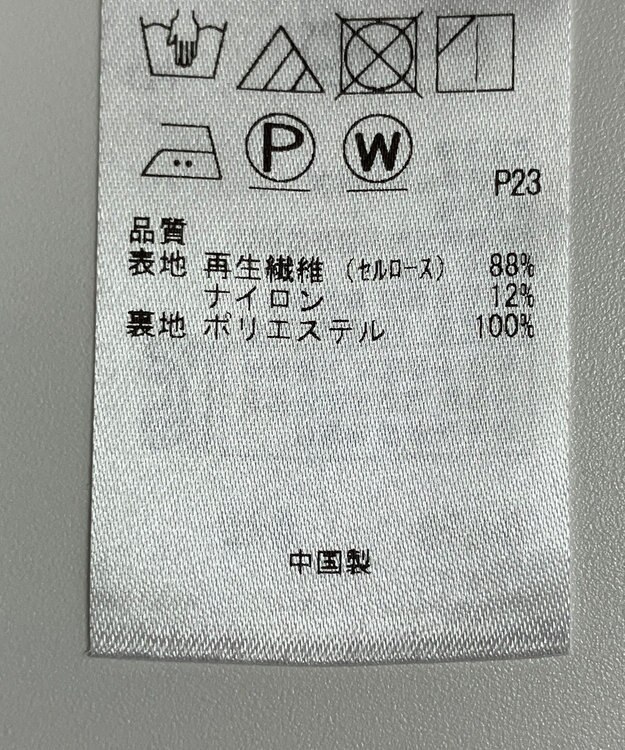 P W
P23
品質
表地 再生繊維 (セルロース) 88%
ナイロン 12%
裏地 ポリエステル 100%
中国製